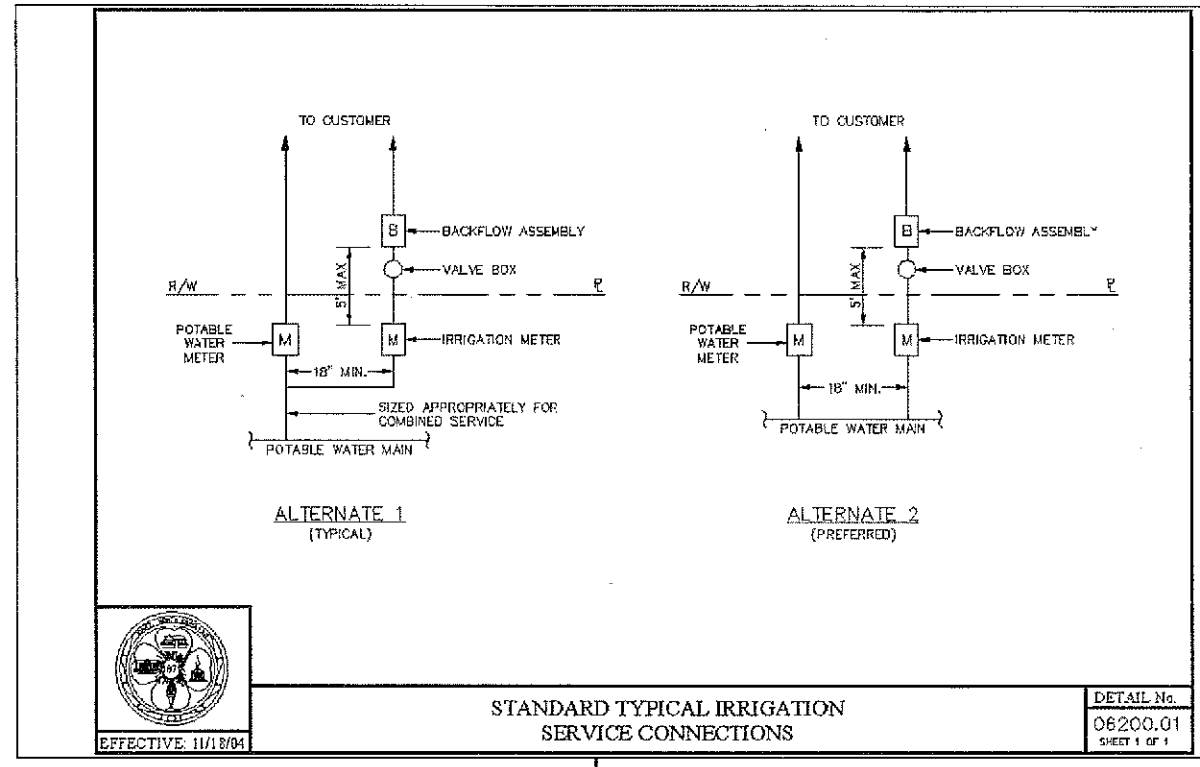 TO CUSTOMER
B
BACKFLOW ASSEMBLY
VALVE BOX
5' MAX
R/W
PL
POTABLE
WATER
METER
M
M
IRRIGATION METER
18" MIN.
SIZED APPROPRIATELY FOR
COMBINED SERVICE
POTABLE WATER MAIN
ALTERNATE 1
(TYPICAL)
TO CUSTOMER
B
BACKFLOW ASSEMBLY
VALVE BOX
5' MAX
R/W
PL
POTABLE
WATER
METER
M
M
IRRIGATION METER
18" MIN.
POTABLE WATER MAIN
ALTERNATE 2
(PREFERRED)
EFFECTIVE: 11/18/04
STANDARD TYPICAL IRRIGATION
SERVICE CONNECTIONS
DETAIL No.
06200.01
SHEET 1 OF 1